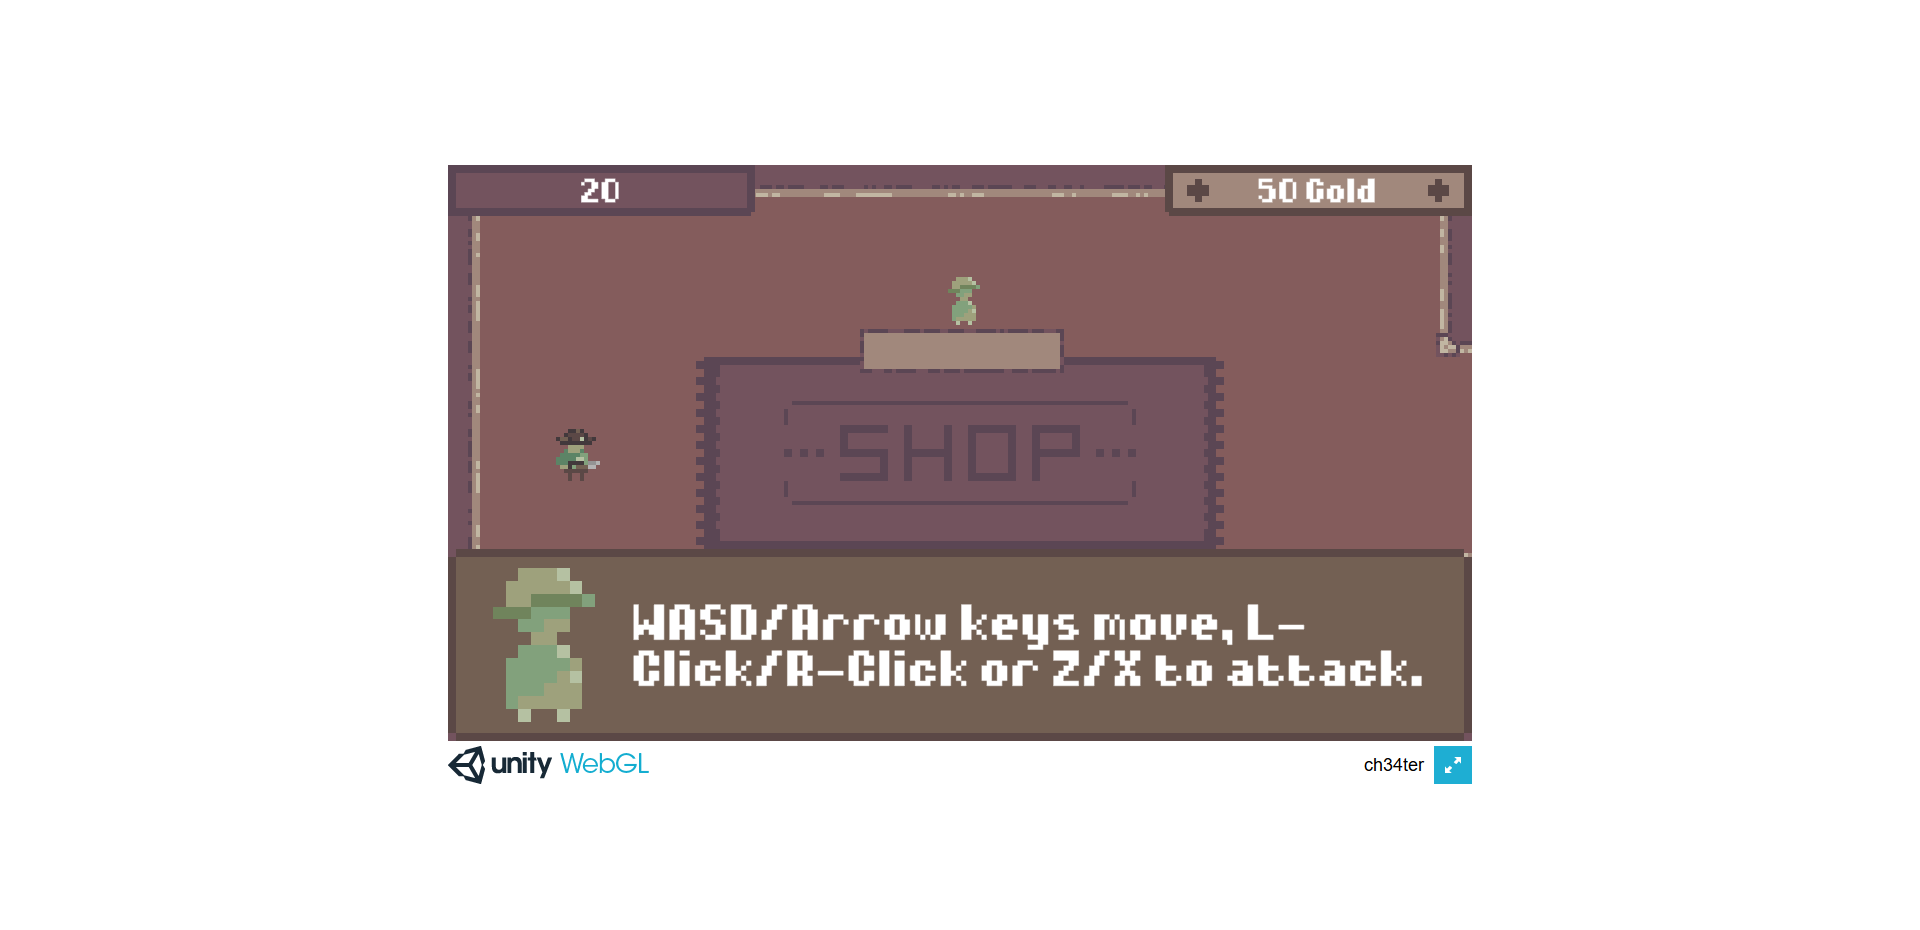 20
50 Gold
SHOP
WASD/Arrow keys move, L-
Click/R-Click or Z/X to attack.
unity WebGL
ch34ter